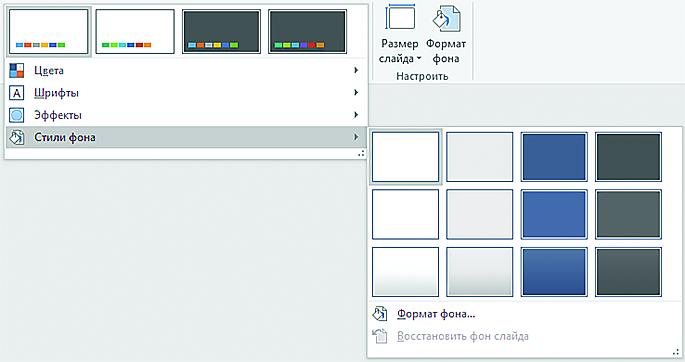 Цвета
Шрифты
Эффекты
Стили фона
Размер
слайда
Формат
фона
Настроить
Формат фона...
Восстановить фон слайда